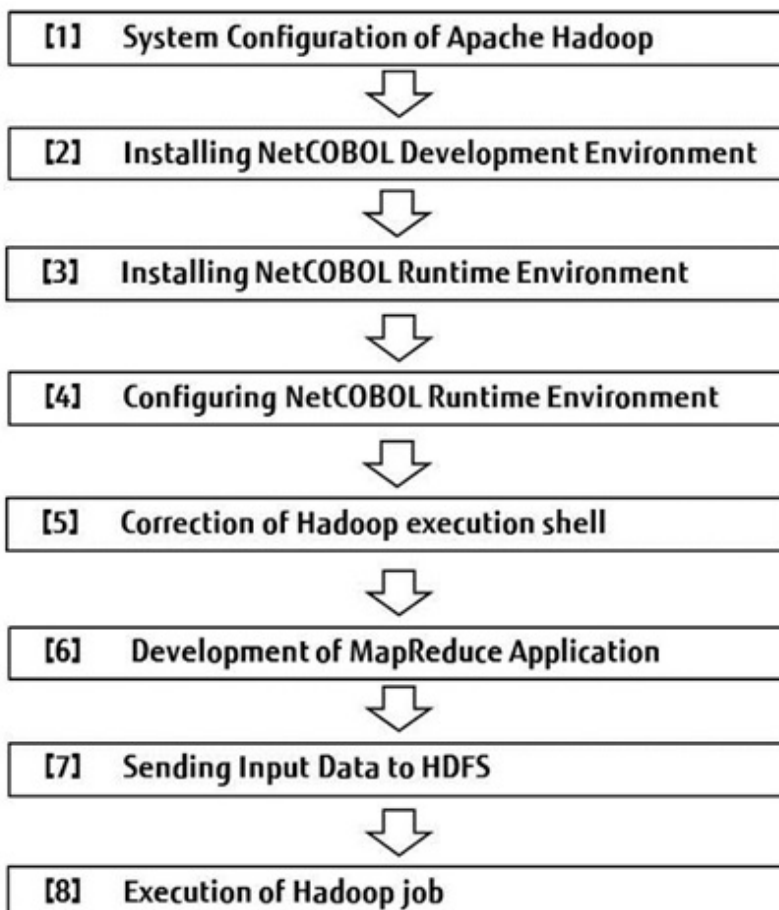 [1] System Configuration of Apache Hadoop
[2] Installing NetCOBOL Development Environment
[3] Installing NetCOBOL Runtime Environment
[4] Configuring NetCOBOL Runtime Environment
[5] Correction of Hadoop execution shell
[6] Development of MapReduce Application
[7] Sending Input Data to HDFS
[8] Execution of Hadoop job